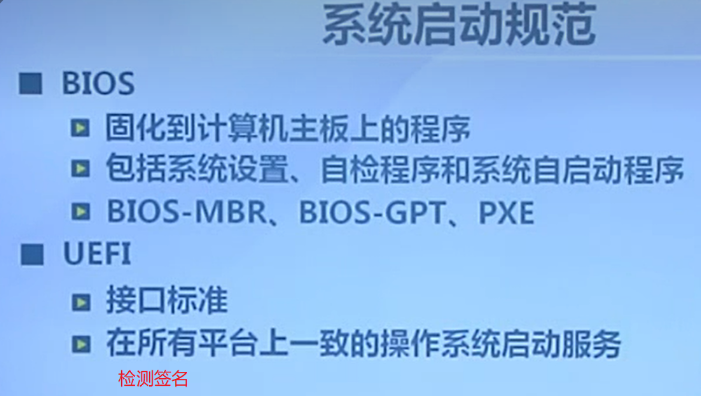 系统启动规范
BIOS
固化到计算机主板上的程序
包括系统设置、自检程序和系统自启动程序
BIOS-MBR、BIOS-GPT、PXE
UEFI
接口标准
在所有平台上一致的操作系统启动服务
检测签名